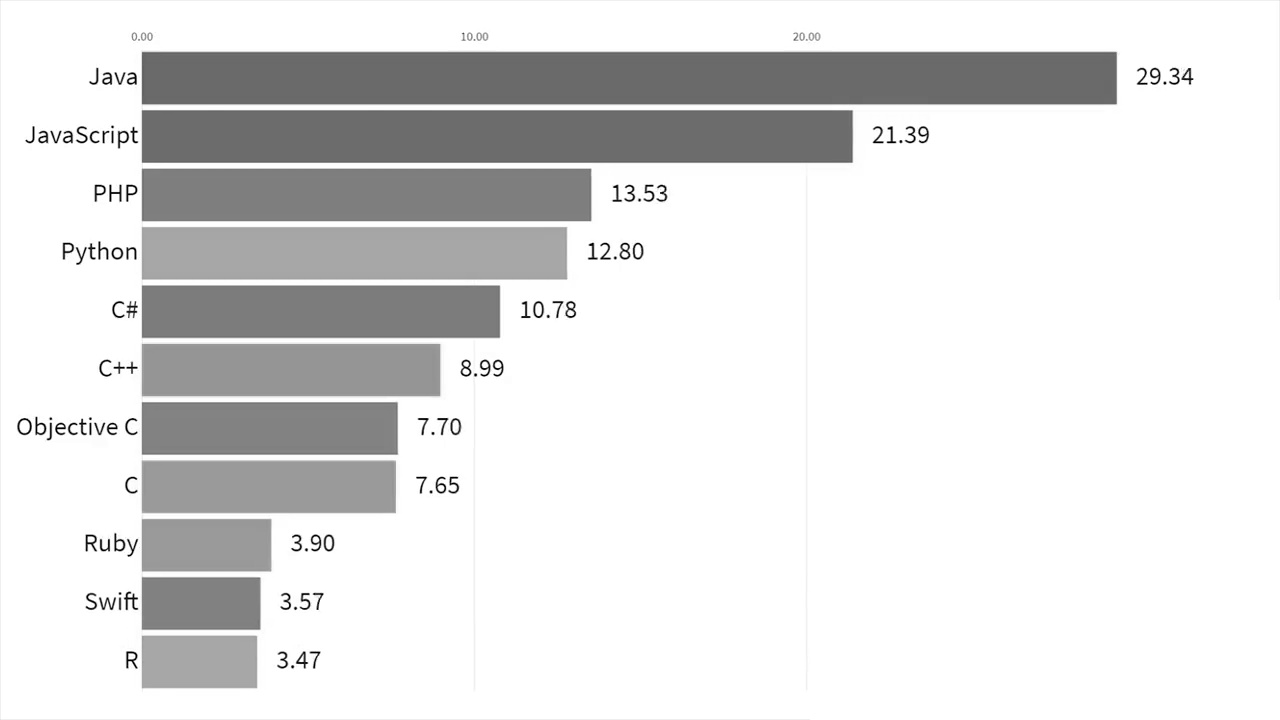 0.00 10.00 20.00
Java 29.34
JavaScript 21.39
PHP 13.53
Python 12.80
C# 10.78
C++ 8.99
Objective C 7.70
C 7.65
Ruby 3.90
Swift 3.57
R 3.47